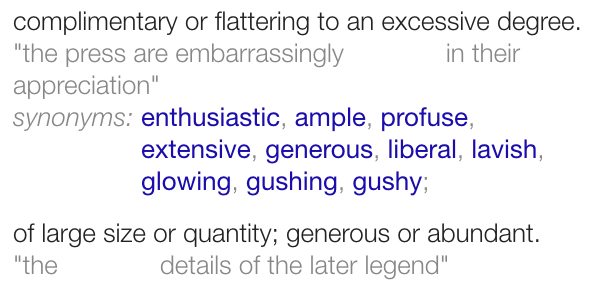 complimentary or flattering to an excessive degree.
"the press are embarrassingly in their
appreciation"
synonyms: enthusiastic, ample, profuse,
extensive, generous, liberal, lavish,
glowing, gushing, gushy;
of large size or quantity; generous or abundant.
"the details of the later legend"